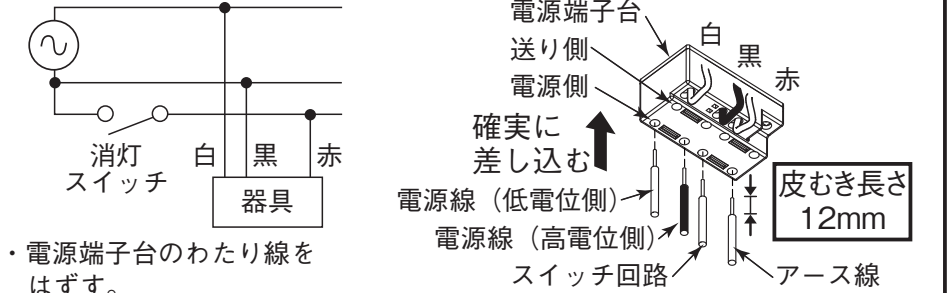 消灯
スイッチ
白
黒
赤
器具
・電源端子台のわたり線を
はずす。
電源端子台
送り側
電源側
白
黒
赤
確実に
差し込む
電源線（低電位側）
電源線（高電位側）
スイッチ回路
アース線
皮むき長さ
12mm